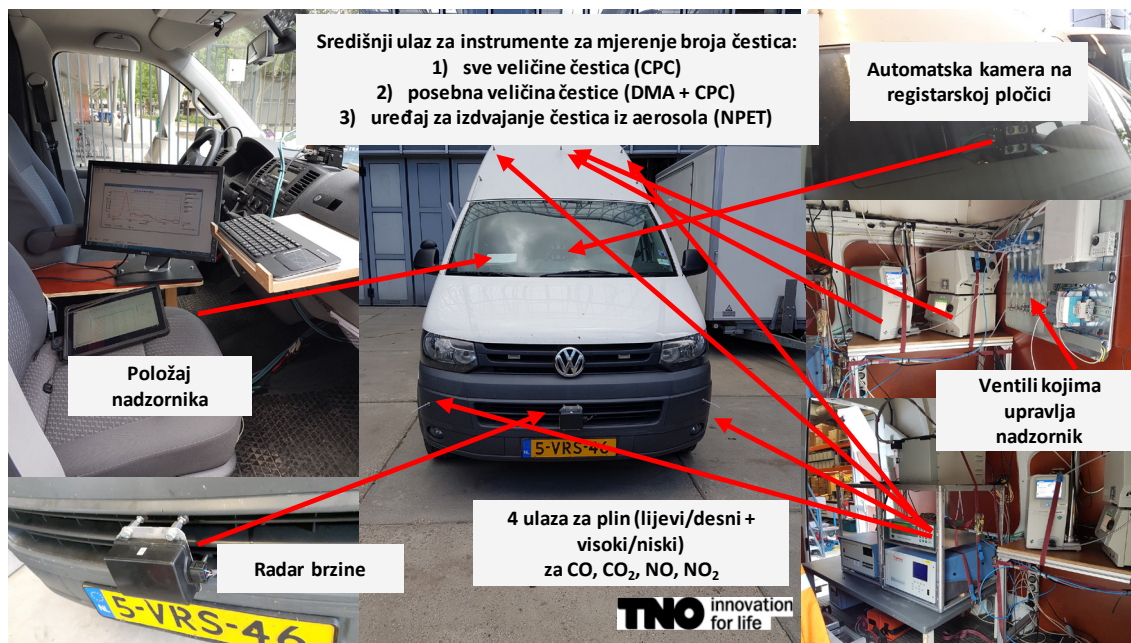 Središnji ulaz za instrumente za mjerenje broja čestica:
1) sve veličine čestica (CPC)
2) posebna veličina čestice (DMA + CPC)
3) uređaj za izdvajanje čestica iz aerosola (NPET)
Automatska kamera na
registarskoj pločici
Položaj
nadzornika
Ventili kojima
upravlja
nadzornik
5-VRS-46
NL
4 ulaza za plin (lijevi/desni +
visoki/niski)
za CO, CO₂, NO, NO₂
Radar brzine
5-VRS-46
TNO innovation
for life